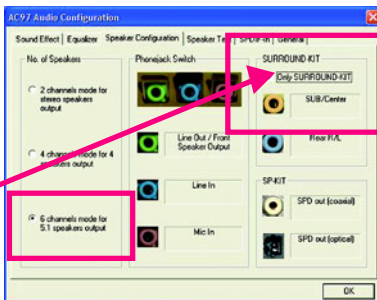 AC97 Audio Configuration
Sound Effect | Equalizer | Speaker Configuration | Speaker Test | SPDIF-In | General
No. of Speakers
2 channels mode for
stereo speakers
output
4 channels mode for 4
speakers output
6 channels mode for
5.1 speakers output
Phonejack Switch
Line Out / Front
Speaker Output
Line In
Mic In
SURROUND-KIT
Only SURROUND-KIT
SUB/Center
Rear R/L
SP-KIT
SPD out (coaxial)
SPD out (optical)
OK